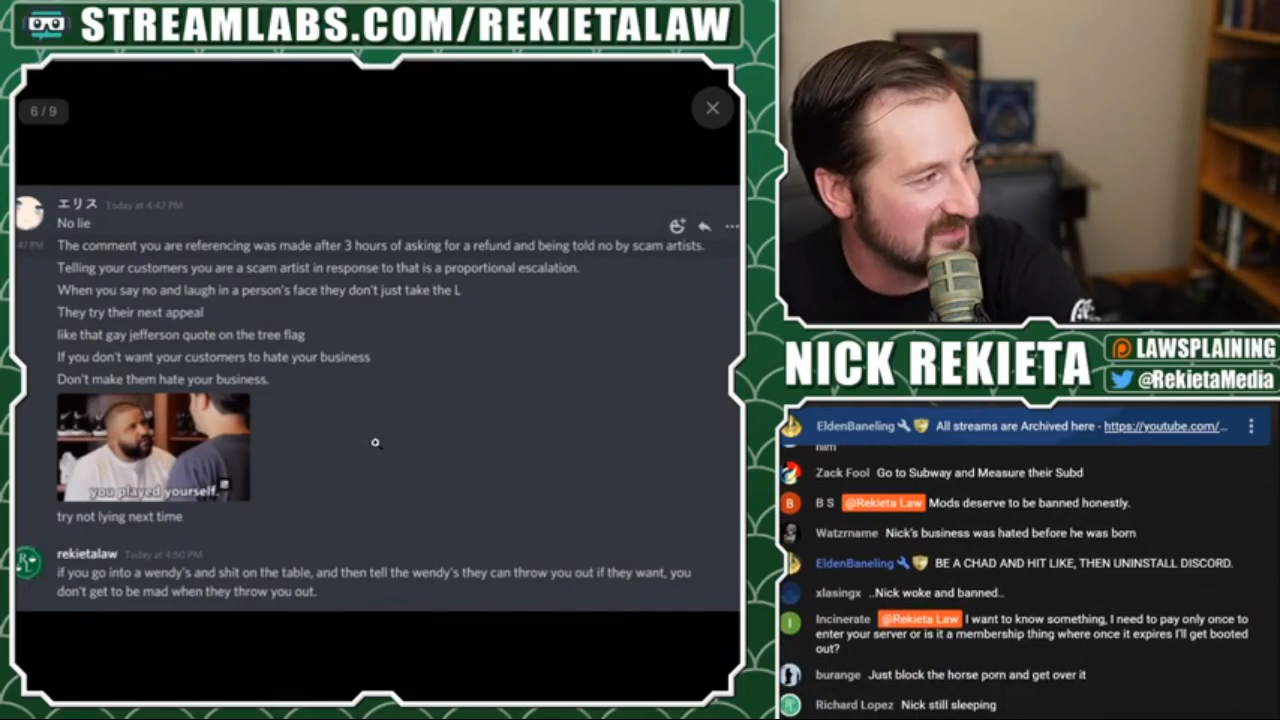 STREAMLABS.COM/REKIETALAW
6 / 9
エリス Today at 4:47 PM
No lie
The comment you are referencing was made after 3 hours of asking for a refund and being told no by scam artists.
Telling your customers you are a scam artist in response to that is a proportional escalation.
When you say no and laugh in a person's face they don't just take the L
They try their next appeal
like that gay jefferson quote on the tree flag
If you don't want your customers to hate your business
Don't make them hate your business.
you played yourself.
try not lying next time
rekietalaw Today at 4:50 PM
if you go into a wendy's and shit on the table, and then tell the wendy's they can throw you out if they want, you
don't get to be mad when they throw you out.
NICK REKIETA
LAWSPLAINING
@RekietaMedia
EldenBaneling All streams are Archived here - https://youtube.com/...
him
Zack Fool Go to Subway and Measure their Subd
B S @Rekieta Law Mods deserve to be banned honestly.
Watzrname Nick's business was hated before he was born
EldenBaneling BE A CHAD AND HIT LIKE, THEN UNINSTALL DISCORD.
xlasingx ..Nick woke and banned..
Incinerate @Rekieta Law I want to know something, I need to pay only once to
enter your server or is it a membership thing where once it expires I'll get booted
out?
burange Just block the horse porn and get over it
Richard Lopez Nick still sleeping